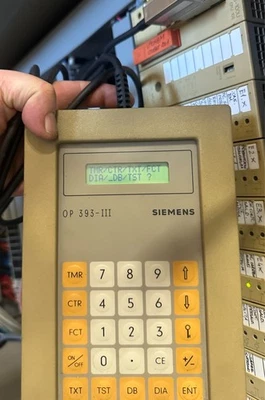 TMR/CTR/TXT/FCT
DIA/_DB/TST ?
OP 393-III SIEMENS
TMR 7 8 9 ⇧
CTR 4 5 6 ⇩
FCT 1 2 3
ON/OFF 0 . CE +/-
TXT TST DB DIA ENT